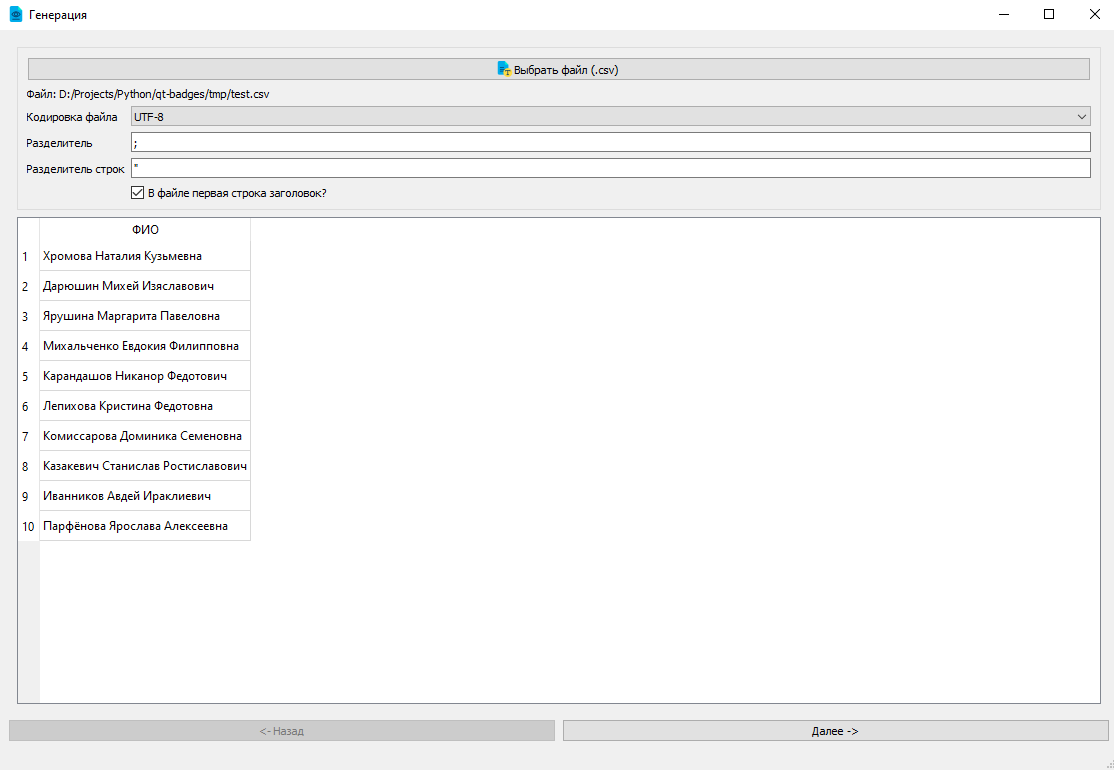 Генерация
Выбрать файл (.csv)
Файл: D:/Projects/Python/qt-badges/tmp/test.csv
Кодировка файла UTF-8
Разделитель ;
Разделитель строк "
В файле первая строка заголовок?
ФИО
1 Хромова Наталия Кузьмевна
2 Дарюшин Михей Изяславович
3 Ярушина Маргарита Павеловна
4 Михальченко Евдокия Филипповна
5 Карандашов Никанор Федотович
6 Лепихова Кристина Федотовна
7 Комиссарова Доминика Семеновна
8 Казакевич Станислав Ростиславович
9 Иванников Авдей Ираклиевич
10 Парфёнова Ярослава Алексеевна
<- Назад Далее ->